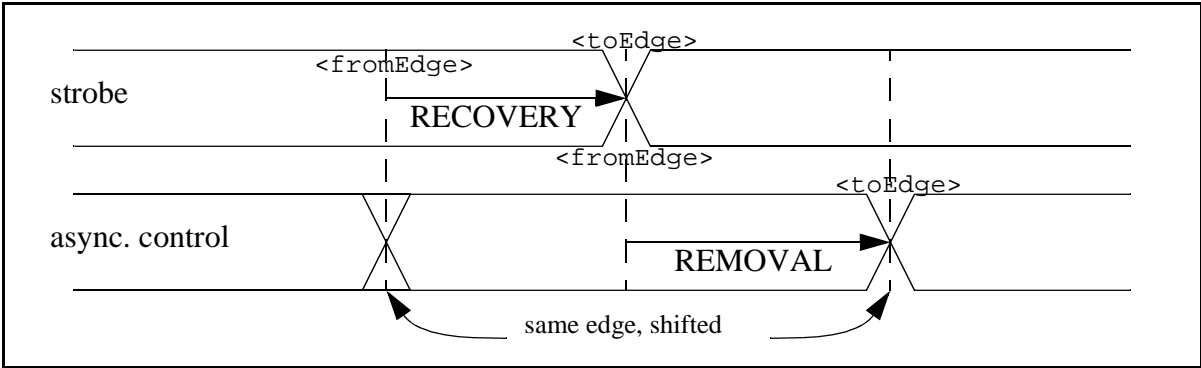 <toEdge>
<fromEdge>
strobe
RECOVERY
<fromEdge>
<toEdge>
async. control
REMOVAL
same edge, shifted